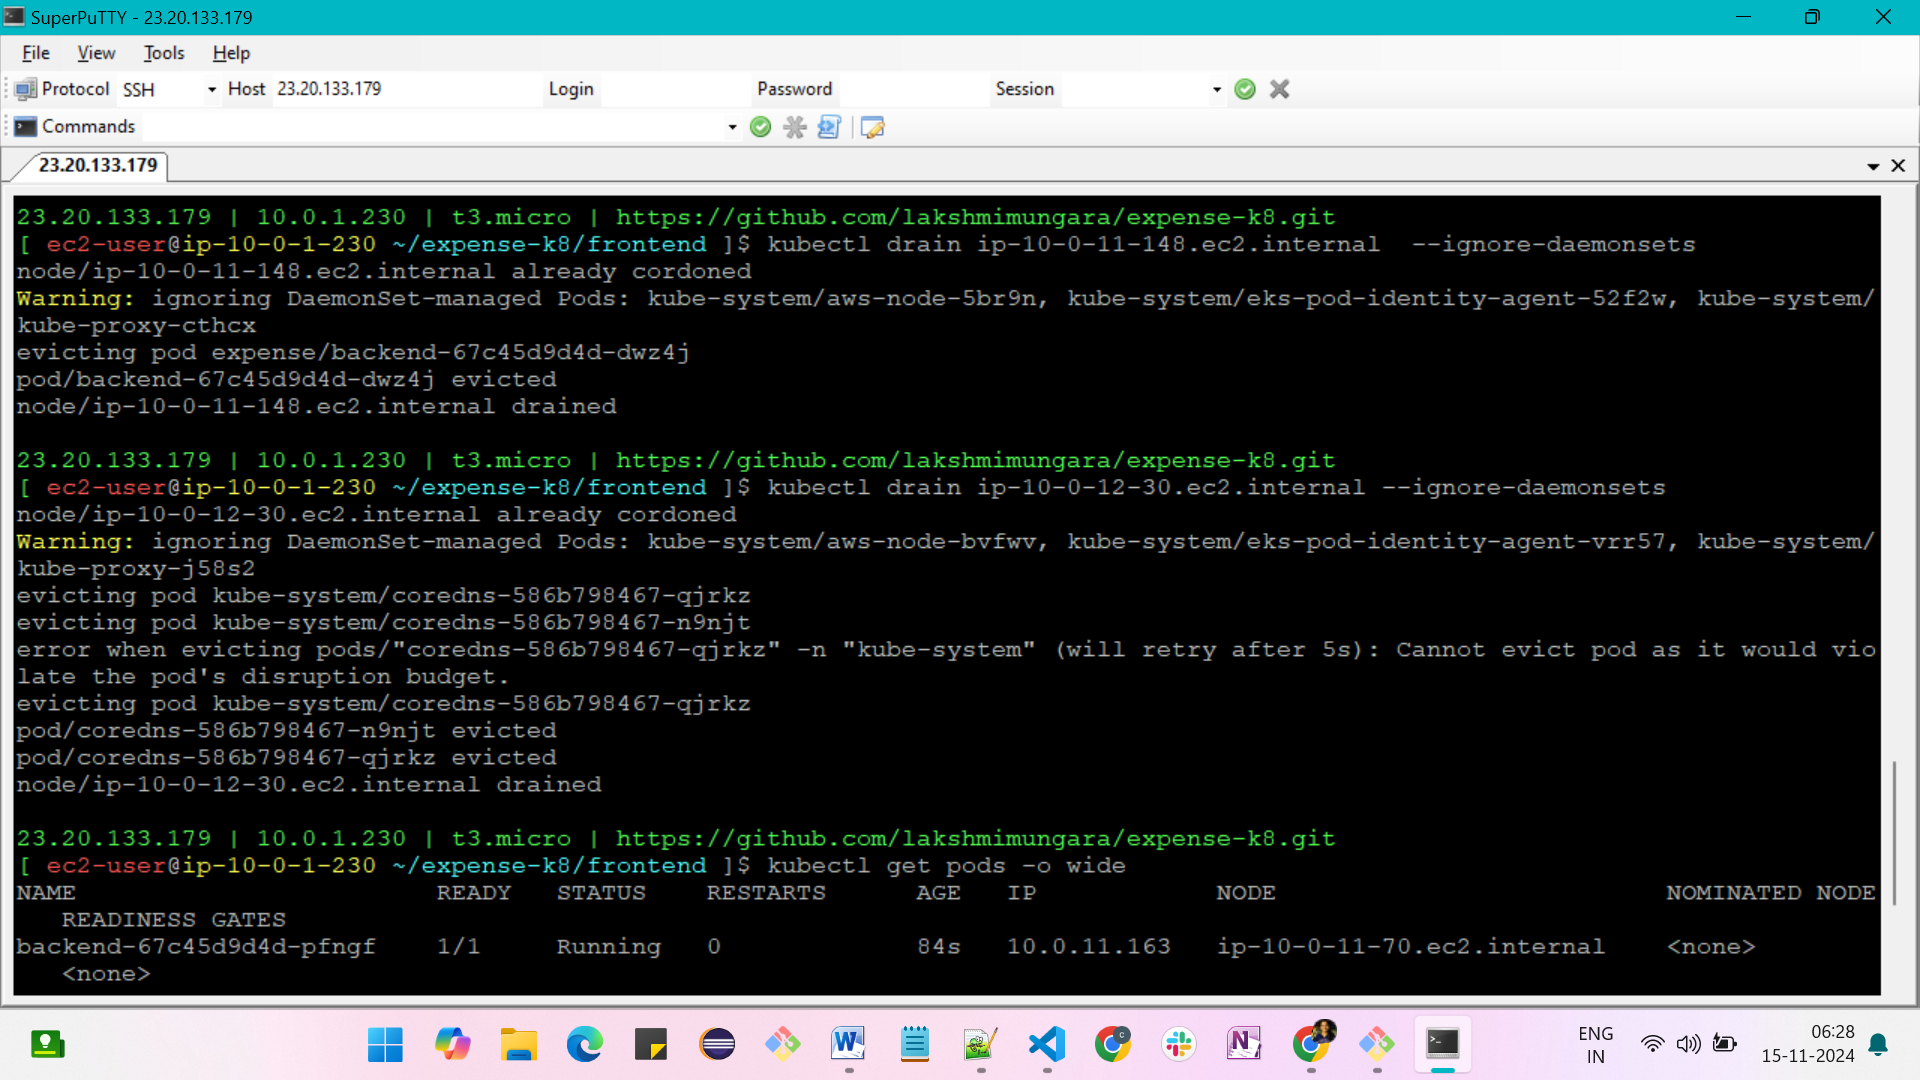 SuperPuTTY - 23.20.133.179
File View Tools Help
Protocol SSH Host 23.20.133.179 Login Password Session
Commands
23.20.133.179
23.20.133.179 | 10.0.1.230 | t3.micro | https://github.com/lakshmimungara/expense-k8.git
[ ec2-user@ip-10-0-1-230 ~/expense-k8/frontend ]$ kubectl drain ip-10-0-11-148.ec2.internal  --ignore-daemonsets
node/ip-10-0-11-148.ec2.internal already cordoned
Warning: ignoring DaemonSet-managed Pods: kube-system/aws-node-5br9n, kube-system/eks-pod-identity-agent-52f2w, kube-system/
kube-proxy-cthcx
evicting pod expense/backend-67c45d9d4d-dwz4j
pod/backend-67c45d9d4d-dwz4j evicted
node/ip-10-0-11-148.ec2.internal drained
23.20.133.179 | 10.0.1.230 | t3.micro | https://github.com/lakshmimungara/expense-k8.git
[ ec2-user@ip-10-0-1-230 ~/expense-k8/frontend ]$ kubectl drain ip-10-0-12-30.ec2.internal --ignore-daemonsets
node/ip-10-0-12-30.ec2.internal already cordoned
Warning: ignoring DaemonSet-managed Pods: kube-system/aws-node-bvfwv, kube-system/eks-pod-identity-agent-vrr57, kube-system/
kube-proxy-j58s2
evicting pod kube-system/coredns-586b798467-qjrkz
evicting pod kube-system/coredns-586b798467-n9njt
error when evicting pods/"coredns-586b798467-qjrkz" -n "kube-system" (will retry after 5s): Cannot evict pod as it would vio
late the pod's disruption budget.
evicting pod kube-system/coredns-586b798467-qjrkz
pod/coredns-586b798467-n9njt evicted
pod/coredns-586b798467-qjrkz evicted
node/ip-10-0-12-30.ec2.internal drained
23.20.133.179 | 10.0.1.230 | t3.micro | https://github.com/lakshmimungara/expense-k8.git
[ ec2-user@ip-10-0-1-230 ~/expense-k8/frontend ]$ kubectl get pods -o wide
NAME READY STATUS RESTARTS AGE IP NODE NOMINATED NODE
READINESS GATES
backend-67c45d9d4d-pfngf 1/1 Running 0 84s 10.0.11.163 ip-10-0-11-70.ec2.internal <none>
<none>
ENG
IN
06:28
15-11-2024